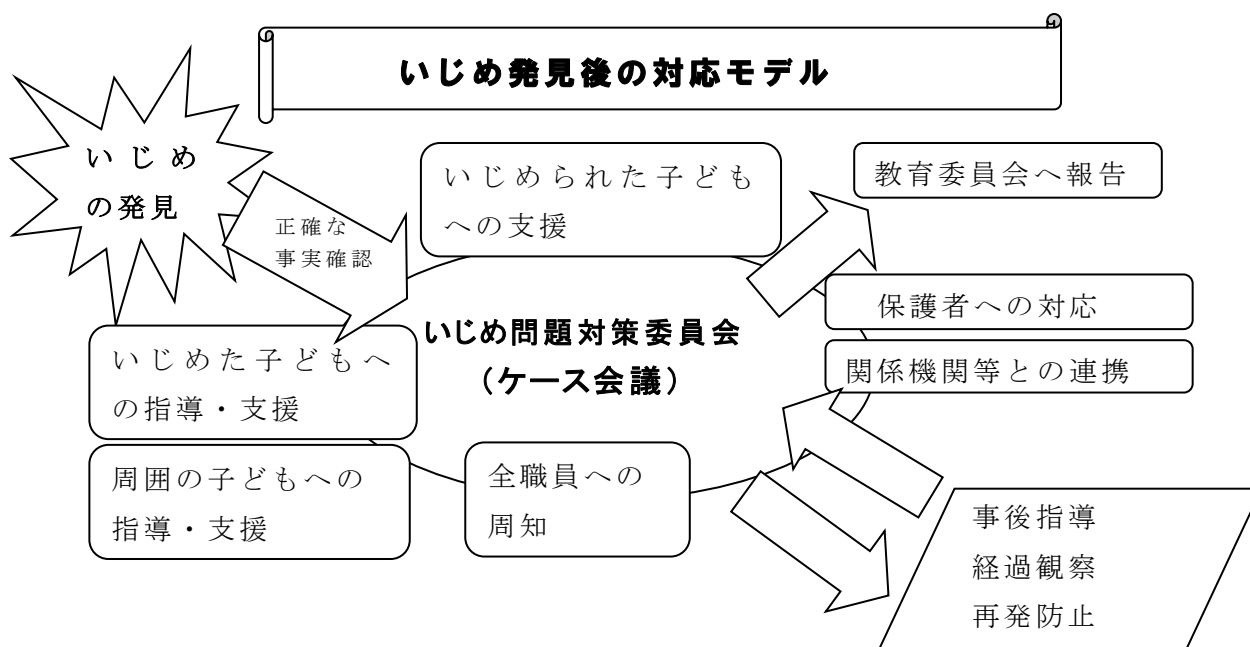 いじめ発見後の対応モデル
いじめ
の発見
正確な
事実確認
いじめられた子ども
への支援
教育委員会へ報告
保護者への対応
関係機関等との連携
いじめ問題対策委員会
（ケース会議）
いじめた子どもへ
の指導・支援
周囲の子どもへの
指導・支援
全職員への
周知
事後指導
経過観察
再発防止